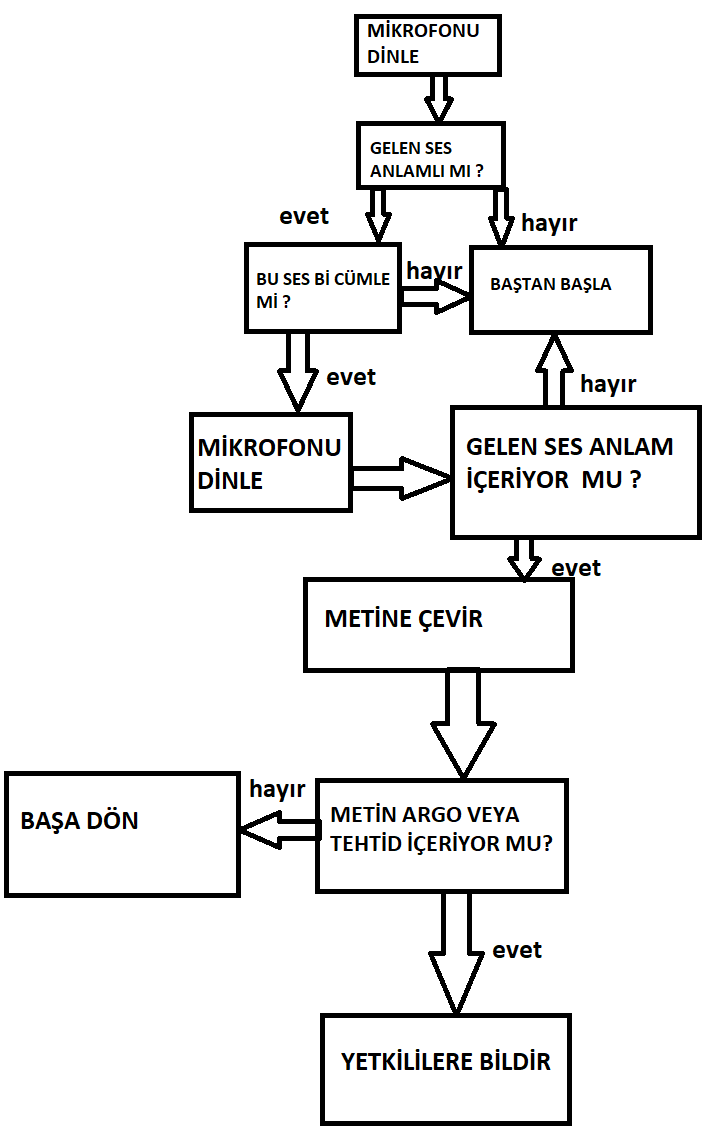 MİKROFONU
DİNLE
GELEN SES
ANLAMLI MI ?
evet
hayır
BU SES Bİ CÜMLE
Mİ ?
hayır
BAŞTAN BAŞLA
evet
hayır
MİKROFONU
DİNLE
GELEN SES ANLAM
İÇERİYOR MU ?
evet
METİNE ÇEVİR
hayır
BAŞA DÖN
METİN ARGO VEYA
TEHTİD İÇERİYOR MU?
evet
YETKİLİLERE BİLDİR